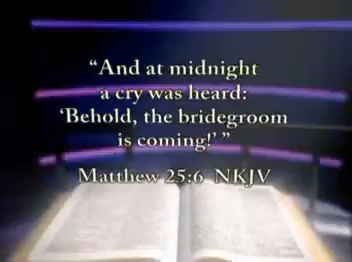 “And at midnight
a cry was heard:
‘Behold, the bridegroom
is coming!’ ”
Matthew 25:6 NKJV